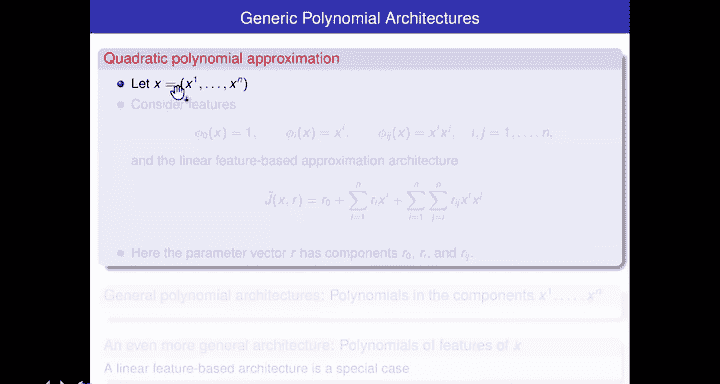 Generic Polynomial Architectures
Quadratic polynomial approximation
Let x = (x¹, . . . , xⁿ)
Consider features
ϕ₀(x) = 1, ϕᵢ(x) = xⁱ, ϕᵢⱼ(x) = xⁱxʲ, i, j = 1, . . . , n,
and the linear feature-based approximation architecture
J̃(x, r) = r₀ + ∑ᵢ₌₁ⁿ rᵢxⁱ + ∑ᵢ₌₁ⁿ ∑ⱼ₌ᵢⁿ rᵢⱼxⁱxʲ
Here the parameter vector r has components r₀, rᵢ, and rᵢⱼ.
General polynomial architectures: Polynomials in the components x¹, . . . , xⁿ
An even more general architecture: Polynomials of features of x
A linear feature-based architecture is a special case